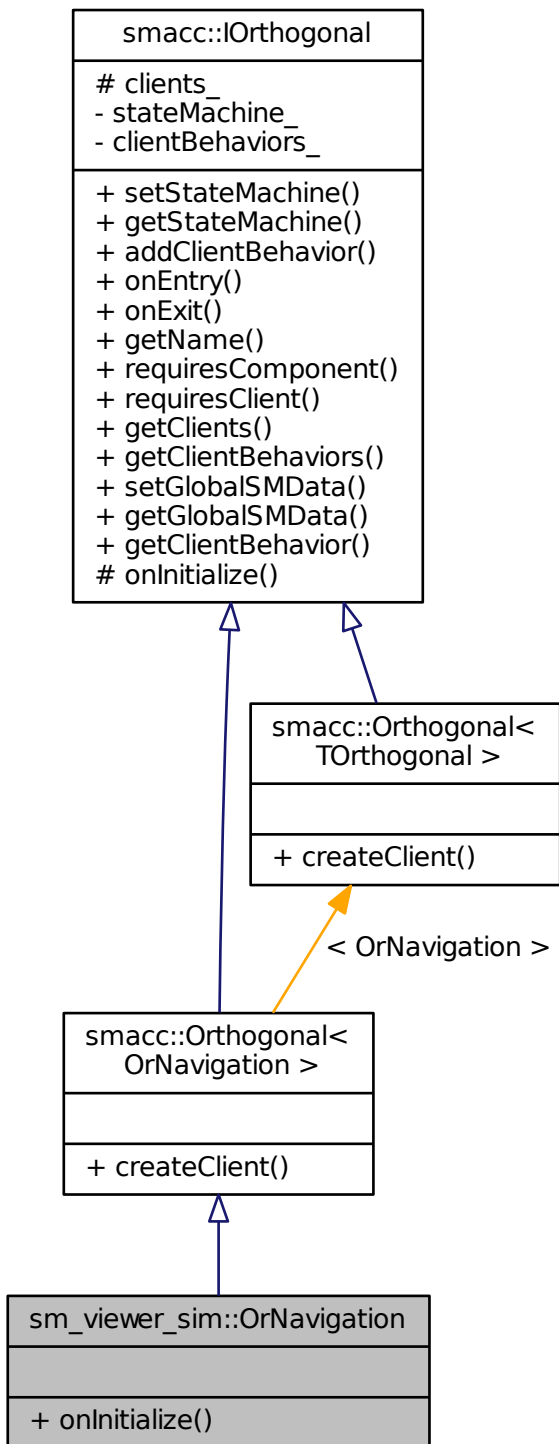 smacc::IOrthogonal
# clients_
- stateMachine_
- clientBehaviors_
+ setStateMachine()
+ getStateMachine()
+ addClientBehavior()
+ onEntry()
+ onExit()
+ getName()
+ requiresComponent()
+ requiresClient()
+ getClients()
+ getClientBehaviors()
+ setGlobalSMData()
+ getGlobalSMData()
+ getClientBehavior()
# onInitialize()
smacc::Orthogonal<
TOrthogonal >
+ createClient()
< OrNavigation >
smacc::Orthogonal<
OrNavigation >
+ createClient()
sm_viewer_sim::OrNavigation
+ onInitialize()